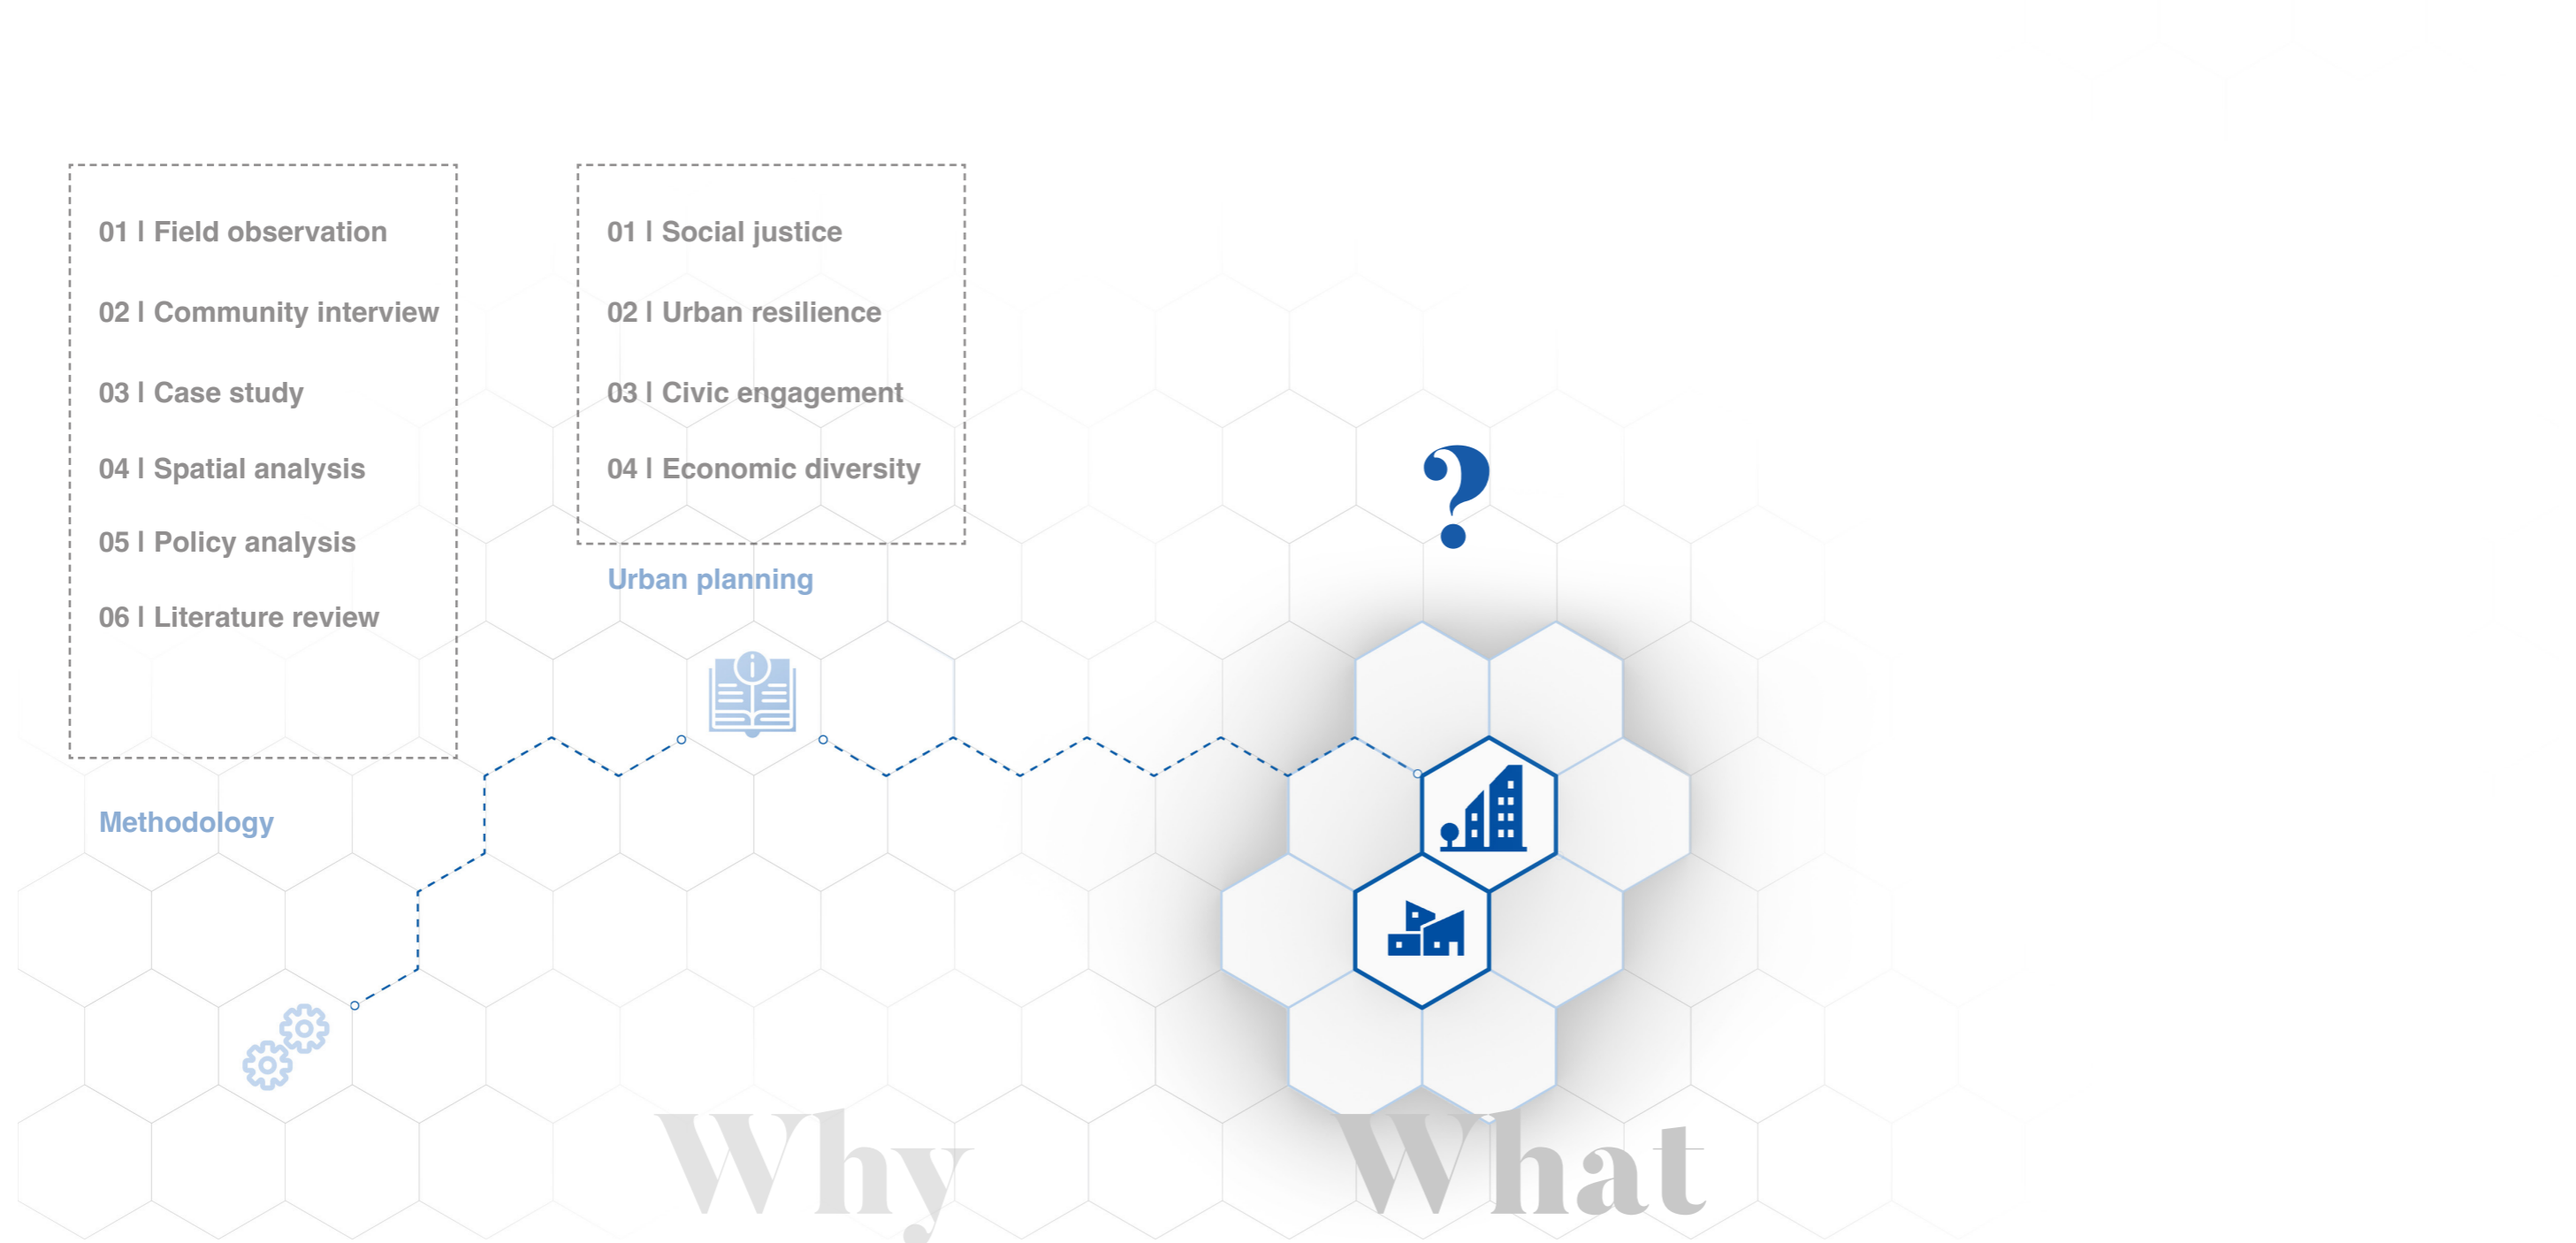 01 | Field observation
02 | Community interview
03 | Case study
04 | Spatial analysis
05 | Policy analysis
06 | Literature review
Methodology
01 | Social justice
02 | Urban resilience
03 | Civic engagement
04 | Economic diversity
Urban planning
?
Why
What